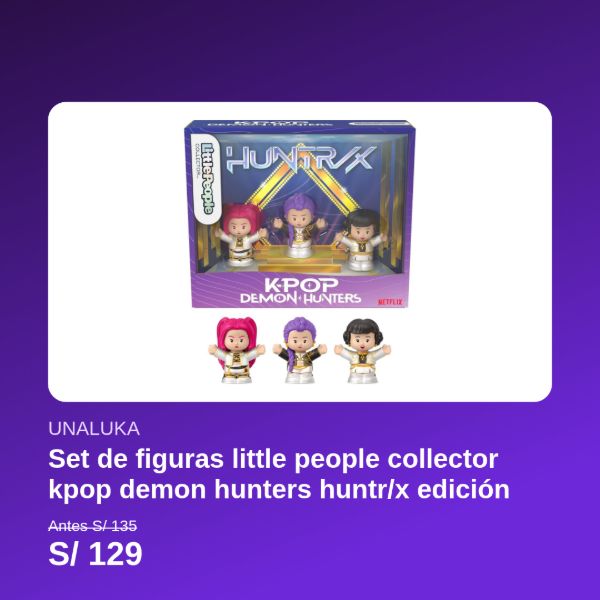 HUNTR/X
COLLECTOR
Little People
K-POP
DEMON HUNTERS
NETFLIX
UNALUKA
Set de figuras little people collector
kpop demon hunters huntr/x edición
Antes S/ 135
S/ 129